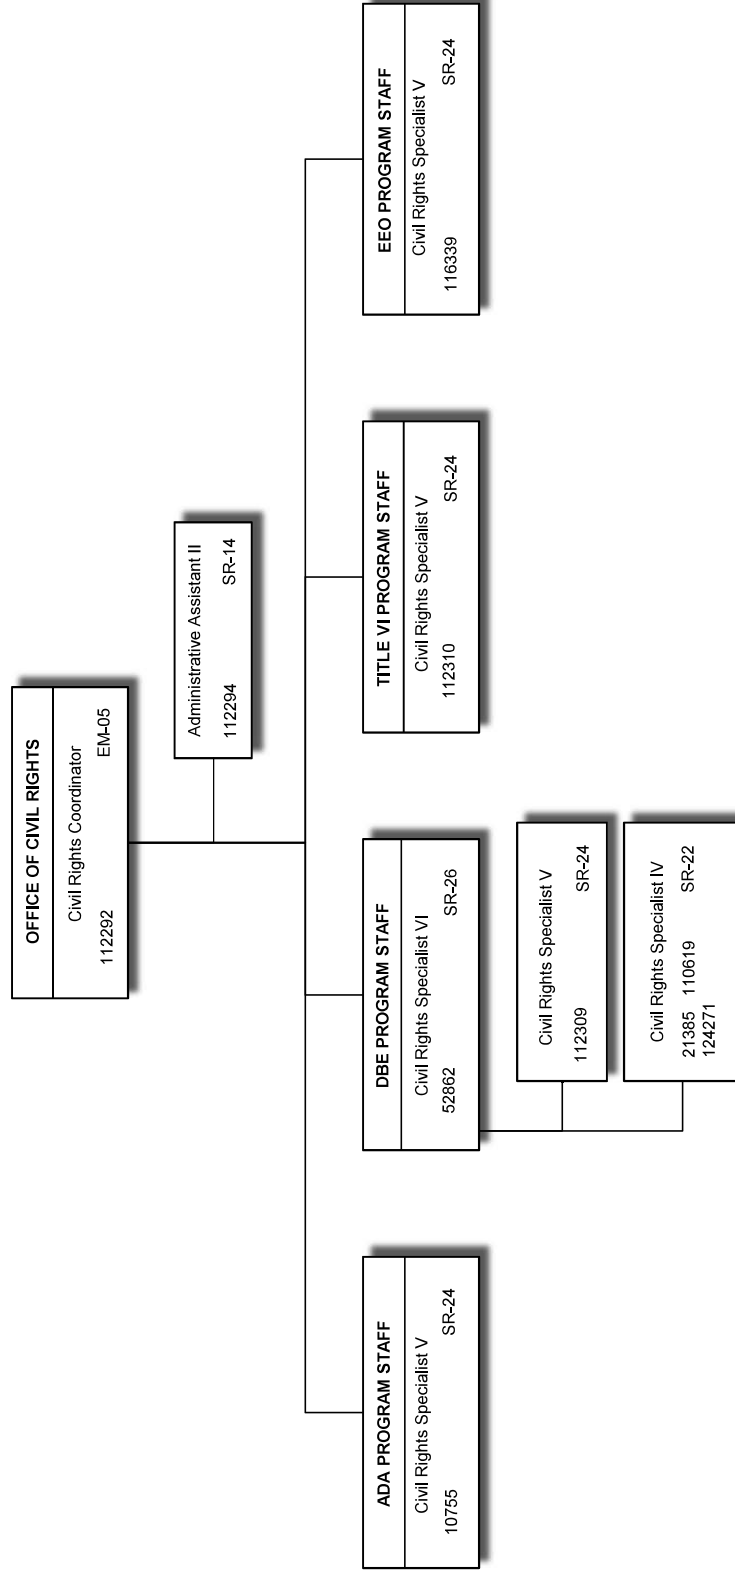 OFFICE OF CIVIL RIGHTS
Civil Rights Coordinator
112292 EM-05
Administrative Assistant II
112294 SR-14
ADA PROGRAM STAFF
Civil Rights Specialist V
10755 SR-24
DBE PROGRAM STAFF
Civil Rights Specialist VI
52862 SR-26
Civil Rights Specialist V
112309 SR-24
Civil Rights Specialist IV
21385 110619 SR-22
124271
TITLE VI PROGRAM STAFF
Civil Rights Specialist V
112310 SR-24
EEO PROGRAM STAFF
Civil Rights Specialist V
116339 SR-24